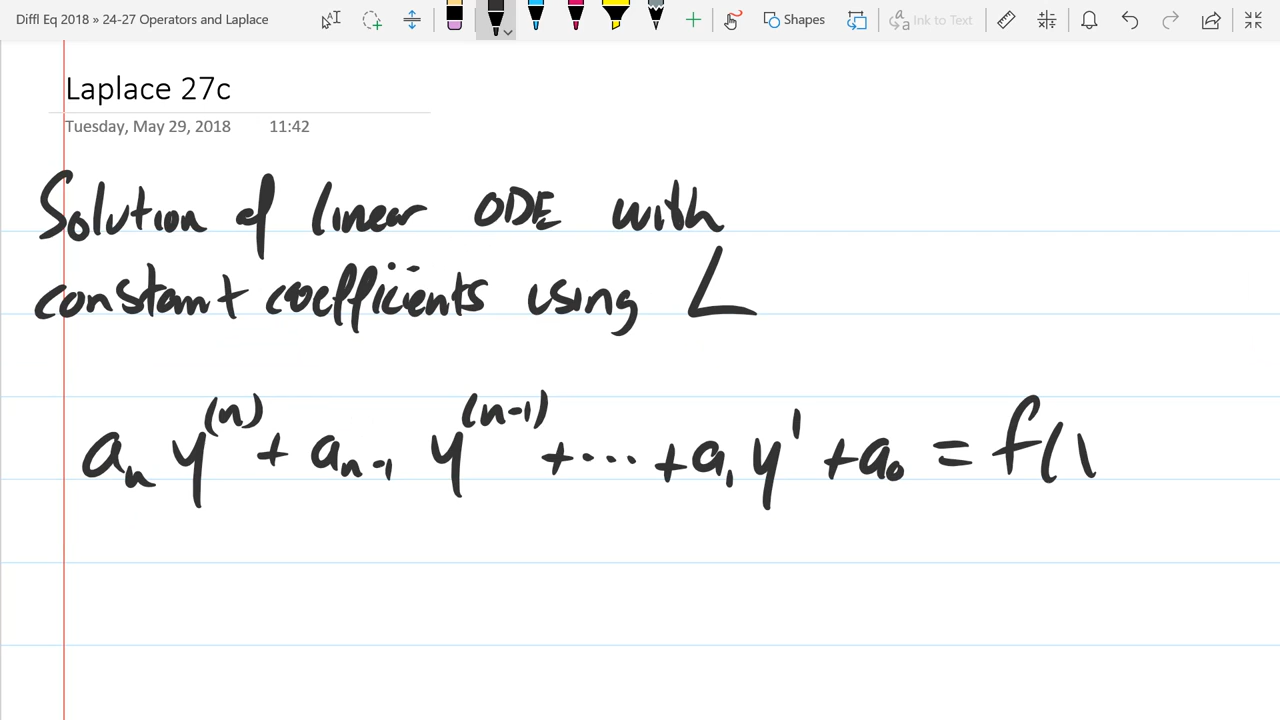 Diffl Eq 2018 » 24-27 Operators and Laplace
Shapes
Ink to Text
Laplace 27c
Tuesday, May 29, 2018 11:42
Solution of linear ODE with
constant coefficients using L
aₙ y⁽ⁿ⁾ + aₙ₋₁ y⁽ⁿ⁻¹⁾ + ··· + a₁ y' + a₀ = f(\